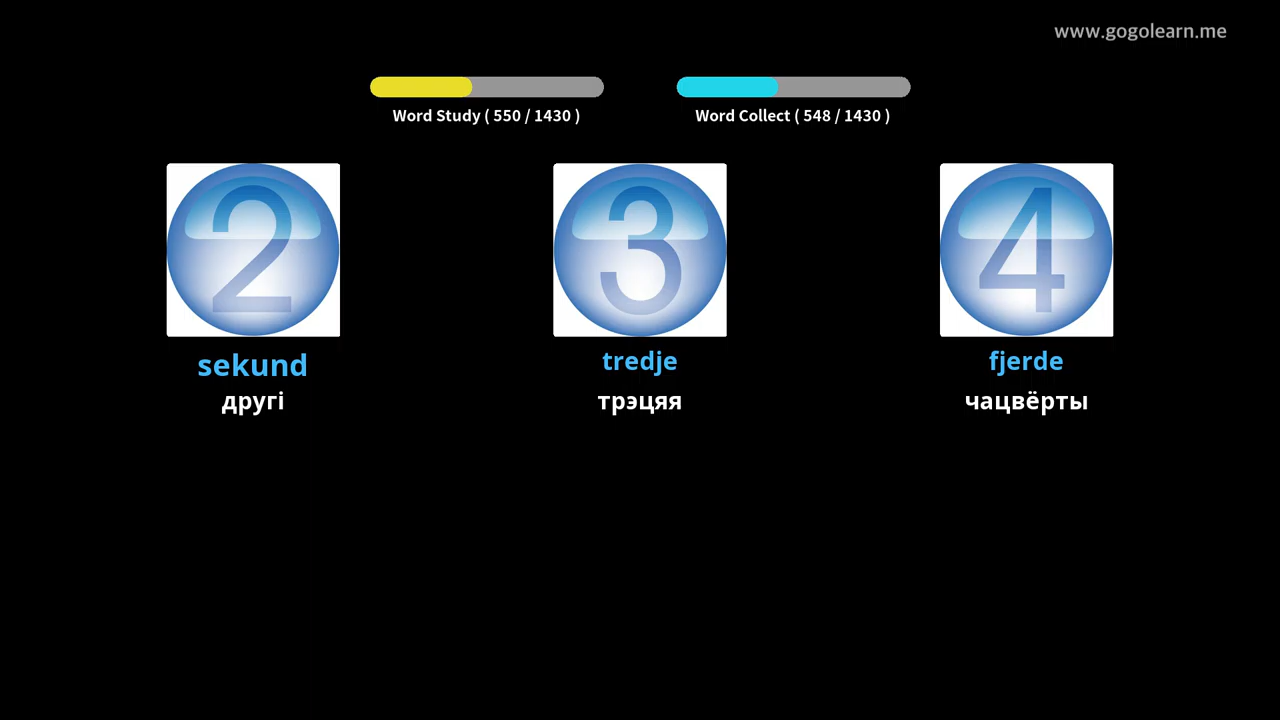 www.gogolearn.me
Word Study ( 550 / 1430 )
Word Collect ( 548 / 1430 )
2
3
4
sekund
tredje
fjerde
другі
трэцяя
чацвёрты